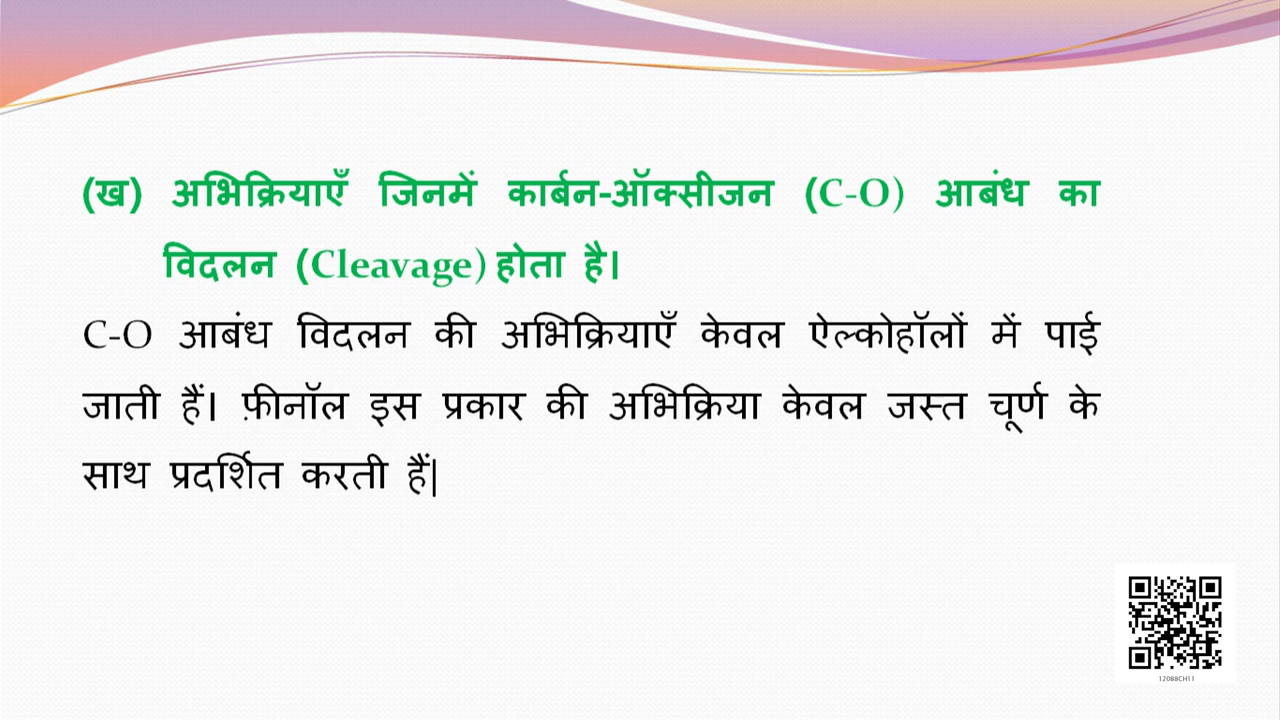 (ख) अभिक्रियाएँ जिनमें कार्बन-ऑक्सीजन (C-O) आबंध का
विदलन (Cleavage) होता है।
C-O आबंध विदलन की अभिक्रियाएँ केवल ऐल्कोहॉलों में पाई
जाती हैं। फ़ीनॉल इस प्रकार की अभिक्रिया केवल जस्त चूर्ण के
साथ प्रदर्शित करती हैं|
12088CH11